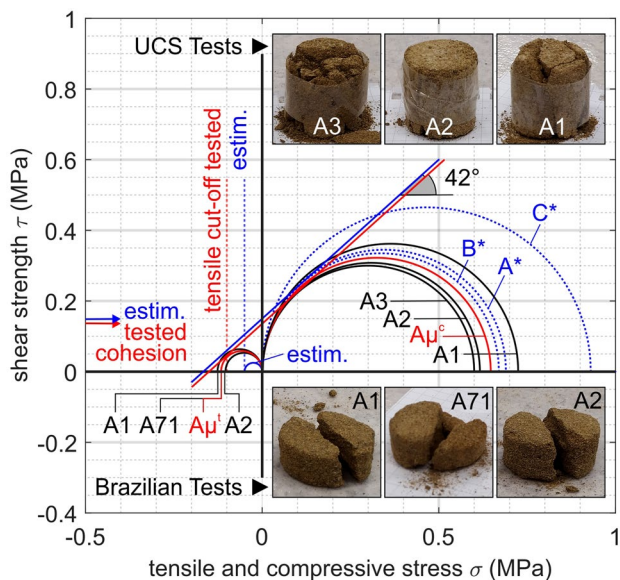 1
UCS Tests ►
0.8
A3
A2
A1
0.6
tensile cut-off tested
estim.
42°
C*
0.4
B*
A*
shear strength τ (MPa)
0.2
estim.
tested
cohesion
estim.
A3
A2
Aμᶜ
A1
0
A1
A71
Aμᵗ
A2
A1
A71
A2
-0.2
Brazilian Tests ►
-0.4
-0.5
0
0.5
1
tensile and compressive stress σ (MPa)